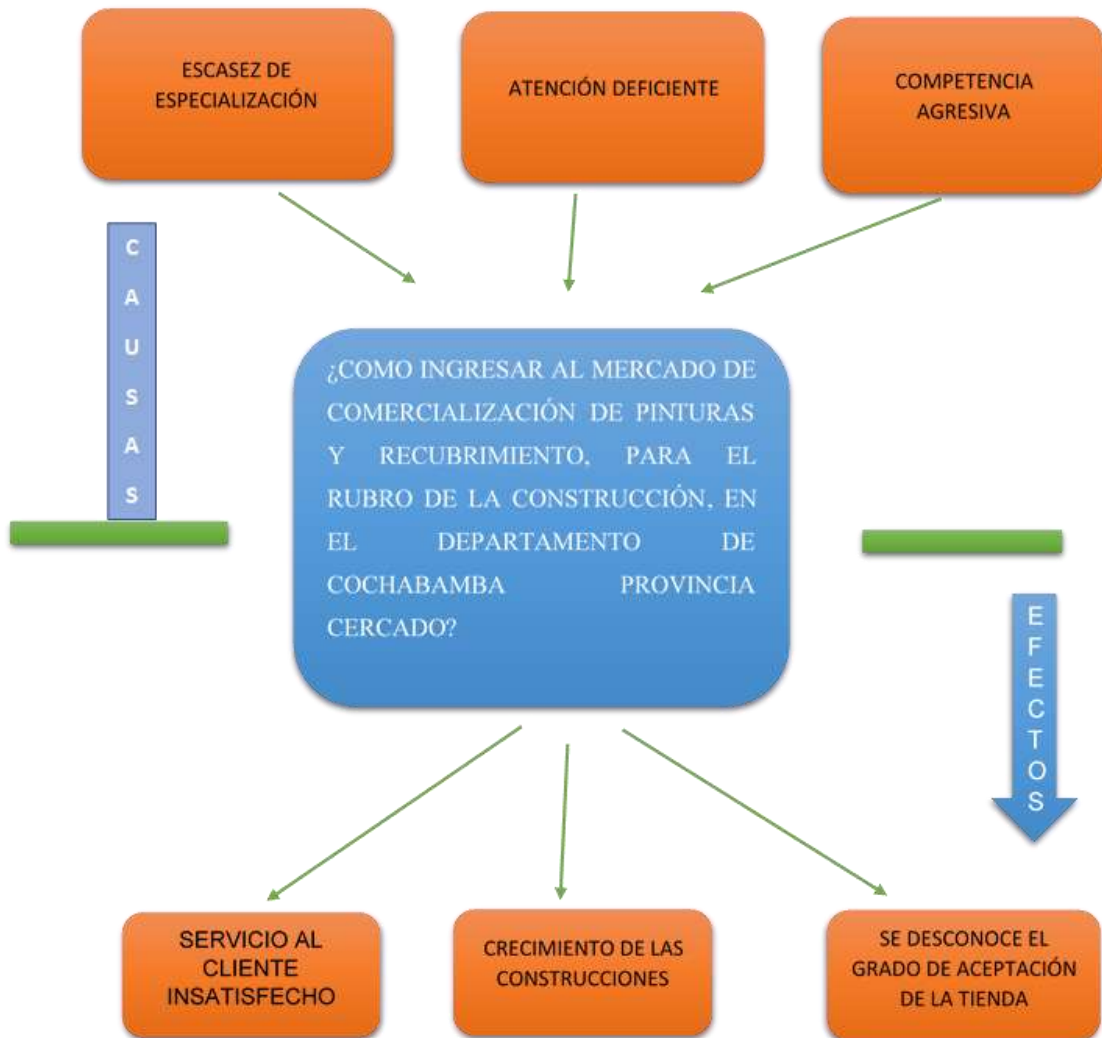 ESCASEZ DE
ESPECIALIZACIÓN
ATENCIÓN DEFICIENTE
COMPETENCIA
AGRESIVA
C
A
U
S
A
S
¿COMO INGRESAR AL MERCADO DE
COMERCIALIZACIÓN DE PINTURAS
Y RECUBRIMIENTO, PARA EL
RUBRO DE LA CONSTRUCCIÓN, EN
EL DEPARTAMENTO DE
COCHABAMBA PROVINCIA
CERCADO?
E
F
E
C
T
O
S
SERVICIO AL
CLIENTE
INSATISFECHO
CRECIMIENTO DE LAS
CONSTRUCCIONES
SE DESCONOCE EL
GRADO DE ACEPTACIÓN
DE LA TIENDA